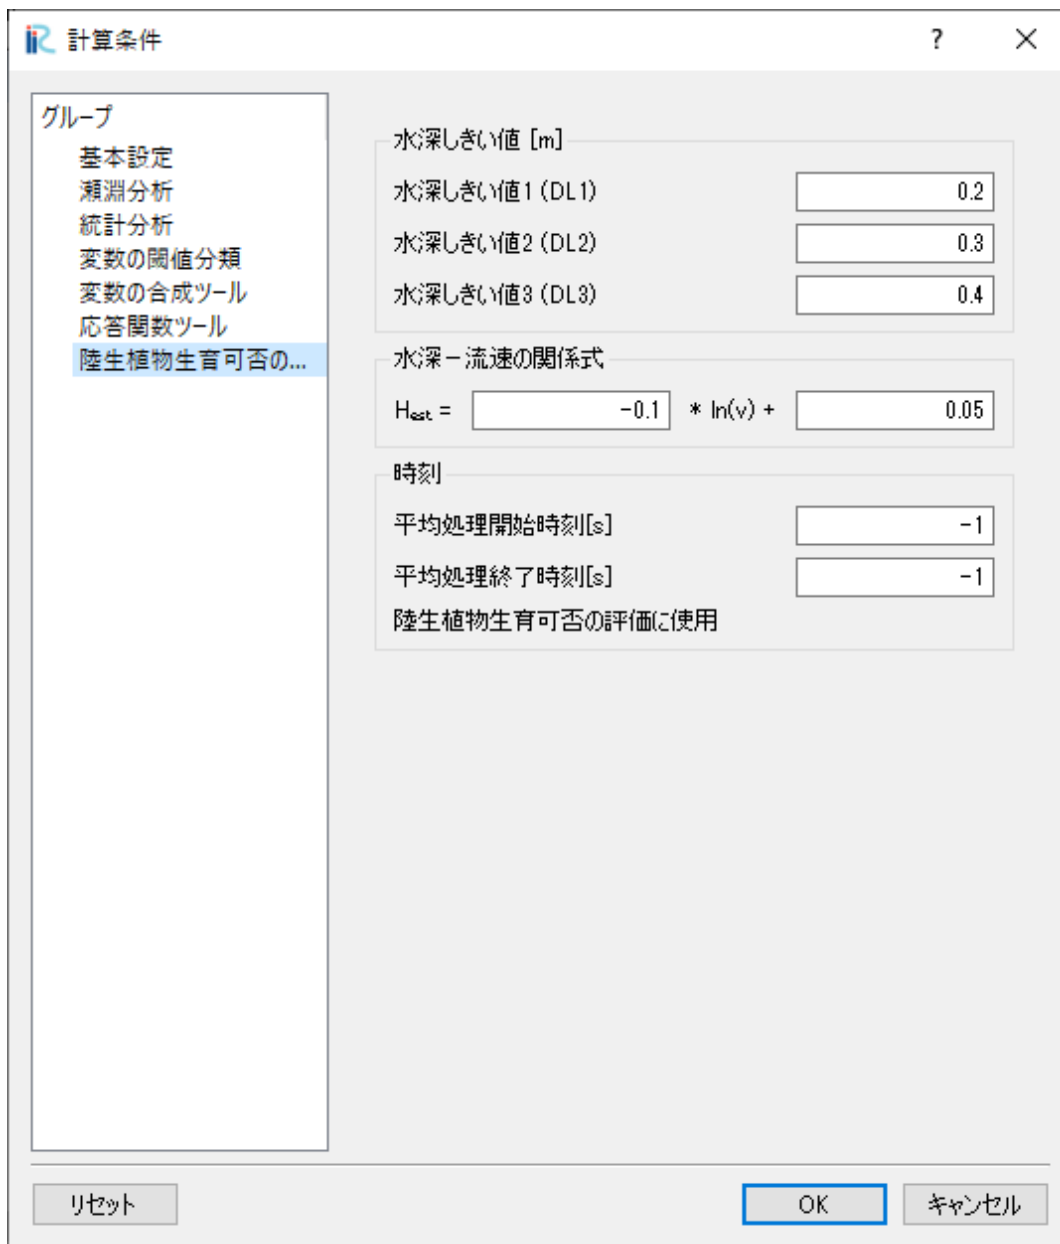 iRC 計算条件 ?
グループ
基本設定
瀬淵分析
統計分析
変数の閾値分類
変数の合成ツール
応答関数ツール
陸生植物生育可否の...
水深しきい値 [m]
水深しきい値1 (DL1) 0.2
水深しきい値2 (DL2) 0.3
水深しきい値3 (DL3) 0.4
水深－流速の関係式
Hest = -0.1 * ln(v) + 0.05
時刻
平均処理開始時刻[s] -1
平均処理終了時刻[s] -1
陸生植物生育可否の評価に使用
リセット OK キャンセル